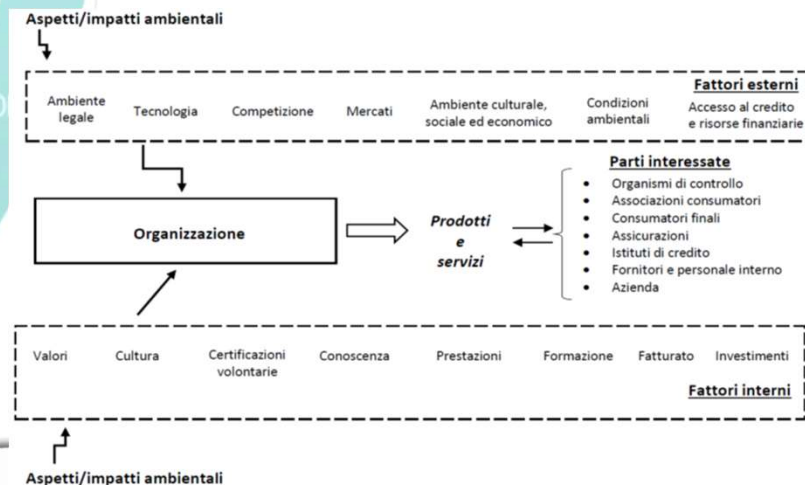 Aspetti/impatti ambientali
Fattori esterni
Ambiente
legale
Tecnologia
Competizione
Mercati
Ambiente culturale,
sociale ed economico
Condizioni
ambientali
Accesso al credito
e risorse finanziarie
Organizzazione
Prodotti
e
servizi
Parti interessate
• Organismi di controllo
• Associazioni consumatori
• Consumatori finali
• Assicurazioni
• Istituti di credito
• Fornitori e personale interno
• Azienda
Valori
Cultura
Certificazioni
volontarie
Conoscenza
Prestazioni
Formazione
Fatturato
Investimenti
Fattori interni
Aspetti/impatti ambientali